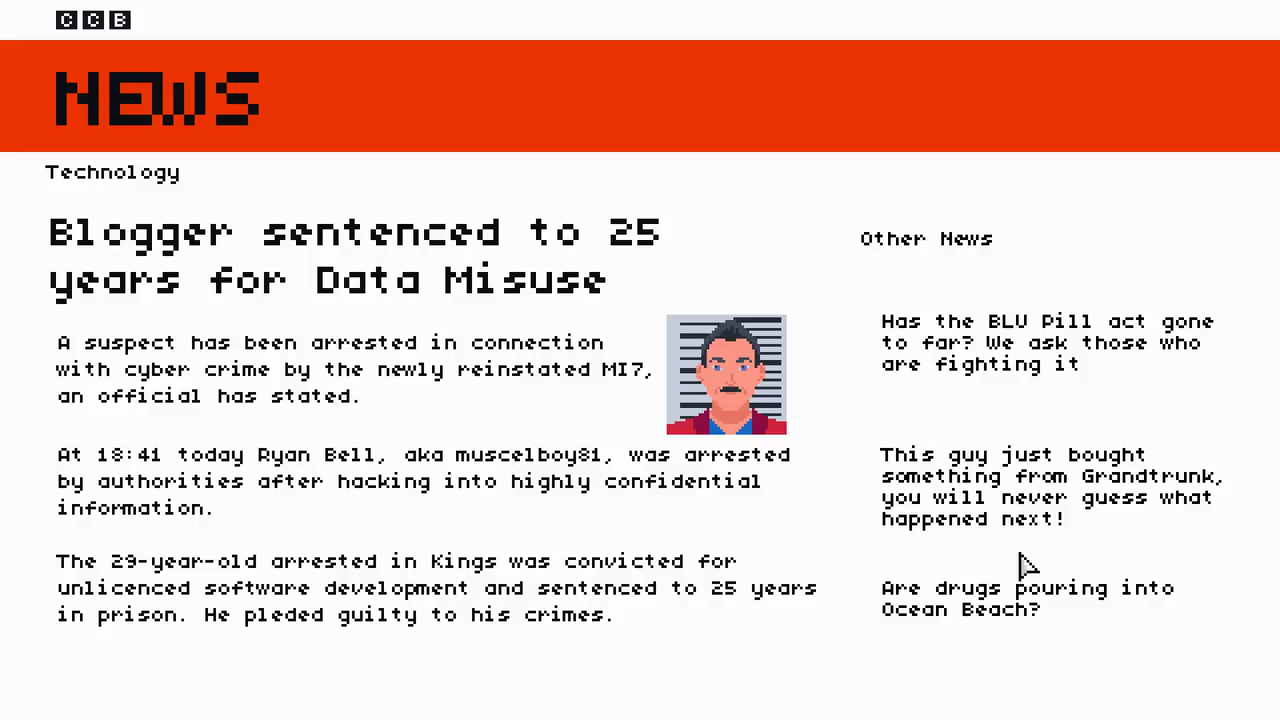 CCB
NEWS
Technology
Blogger sentenced to 25
years for Data Misuse
A suspect has been arrested in connection
with cyber crime by the newly reinstated MI7,
an official has stated.
At 18:41 today Ryan Bell, aka muscelboy81, was arrested
by authorities after hacking into highly confidential
information.
The 29-year-old arrested in Kings was convicted for
unlicenced software development and sentenced to 25 years
in prison. He pleded guilty to his crimes.
Other News
Has the BLU Pill act gone
to far? We ask those who
are fighting it
This guy just bought
something from Grandtrunk,
you will never guess what
happened next!
Are drugs pouring into
Ocean Beach?